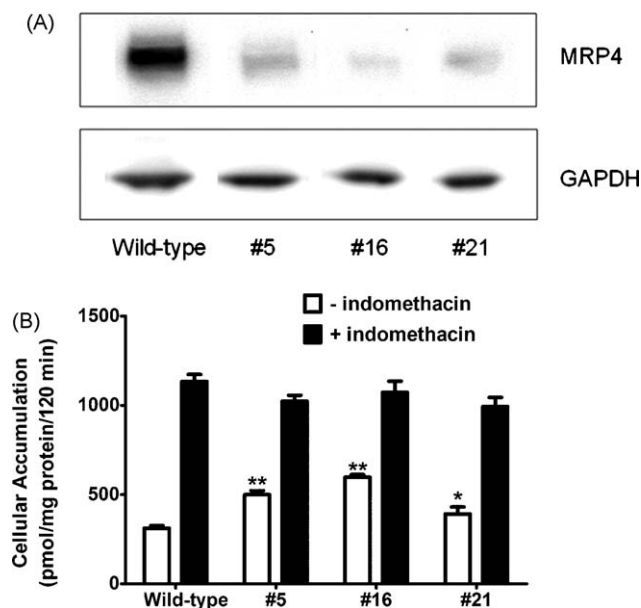 (A)
MRP4
GAPDH
Wild-type #5 #16 #21
(B)
- indomethacin
+ indomethacin
Cellular Accumulation
(pmol/mg protein/120 min)
1500
1000
500
0
** ** *
Wild-type #5 #16 #21